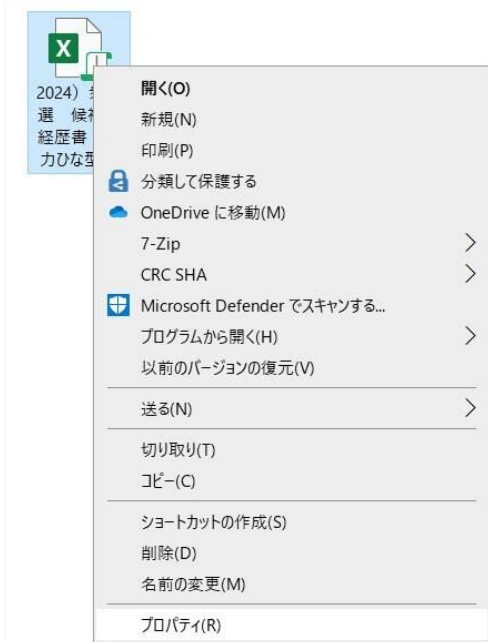 2024）
選　候
経歴書
力ひな型
開く(O)
新規(N)
印刷(P)
分類して保護する
OneDrive に移動(M)
7-Zip
CRC SHA
Microsoft Defender でスキャンする...
プログラムから開く(H)
以前のバージョンの復元(V)
送る(N)
切り取り(T)
コピー(C)
ショートカットの作成(S)
削除(D)
名前の変更(M)
プロパティ(R)